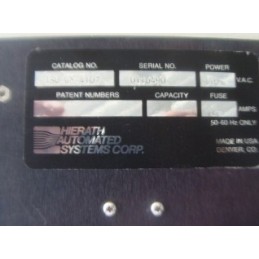 CATALOG NO. SERIAL NO. POWER
V.A.C.
PATENT NUMBERS CAPACITY FUSE
AMPS.
50-60 Hz ONLY
HIERATH
AUTOMATED
SYSTEMS CORP.
MADE IN USA
DENVER, CO.